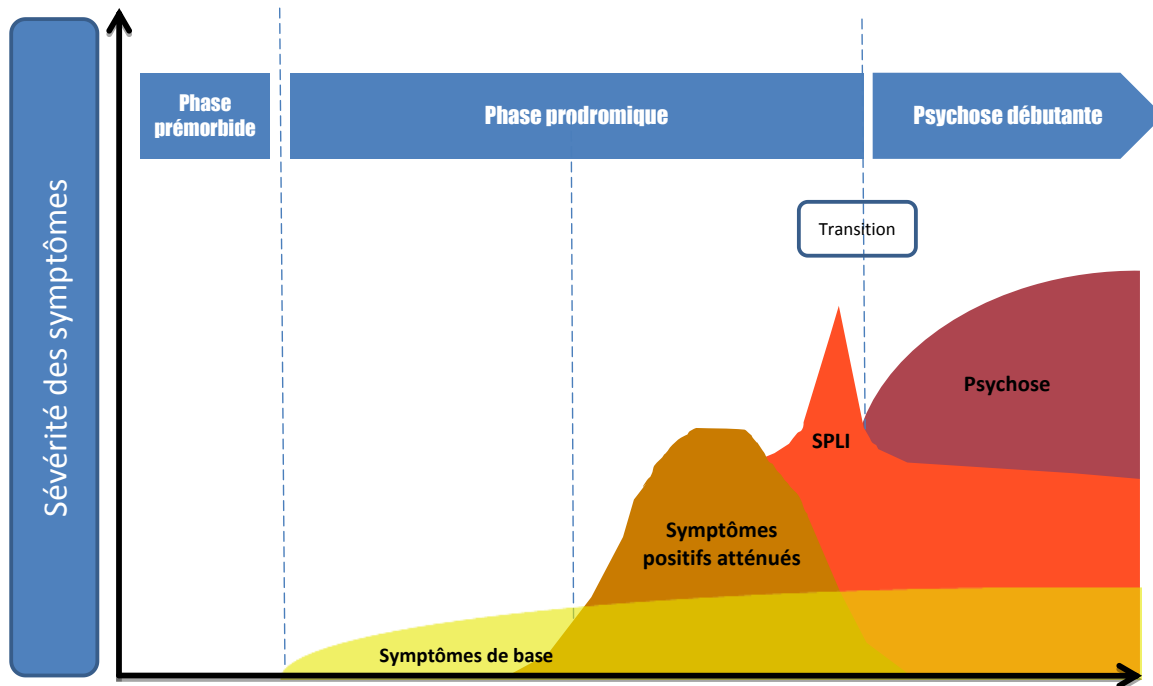 Sévérité des symptômes
Phase
prémorbide
Phase prodromique
Psychose débutante
Transition
Psychose
SPLI
Symptômes
positifs atténués
Symptômes de base